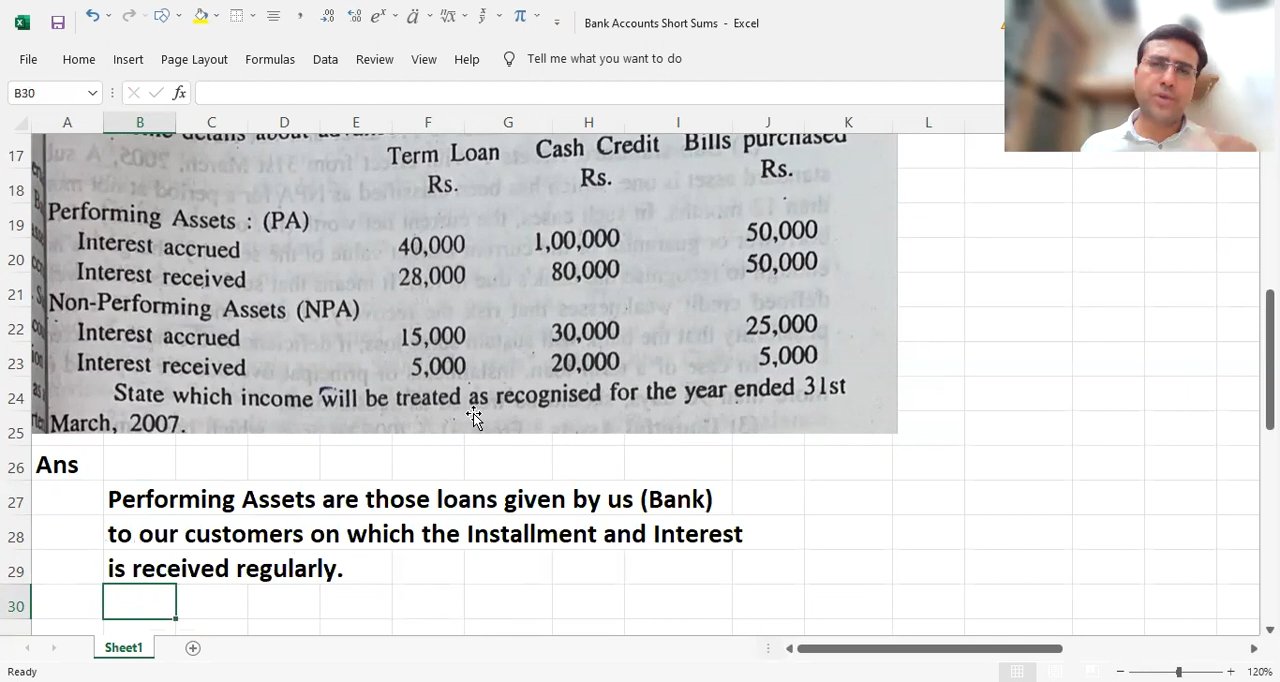 Bank Accounts Short Sums - Excel
File Home Insert Page Layout Formulas Data Review View Help Tell me what you want to do
B30 fx
A B C D E F G H I J K L
17 details about Term Loan Cash Credit Bills purchased
18 Rs. Rs. Rs.
19 Performing Assets : (PA)
20 Interest accrued 40,000 1,00,000 50,000
21 Interest received 28,000 80,000 50,000
Non-Performing Assets (NPA)
22 Interest accrued 15,000 30,000 25,000
23 Interest received 5,000 20,000 5,000
24 State which income will be treated as recognised for the year ended 31st
25 March, 2007.
26 Ans
27 Performing Assets are those loans given by us (Bank)
28 to our customers on which the Installment and Interest
29 is received regularly.
30
Sheet1
Ready 120%